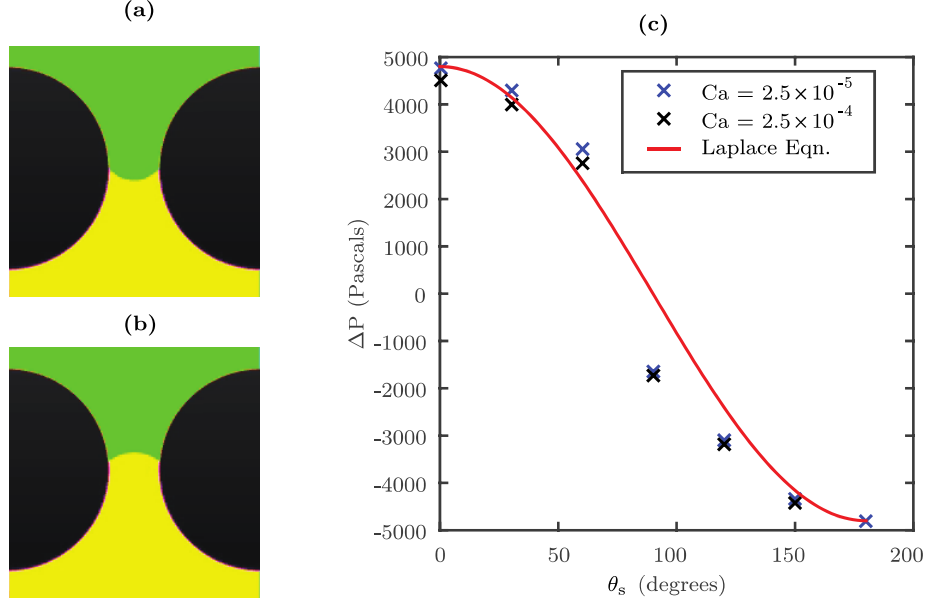 (a)
(b)
(c)
ΔP (Pascals)
5000
4000
3000
2000
1000
0
-1000
-2000
-3000
-4000
-5000
Ca = 2.5×10⁻⁵
Ca = 2.5×10⁻⁴
Laplace Eqn.
0
50
100
150
200
θₛ (degrees)